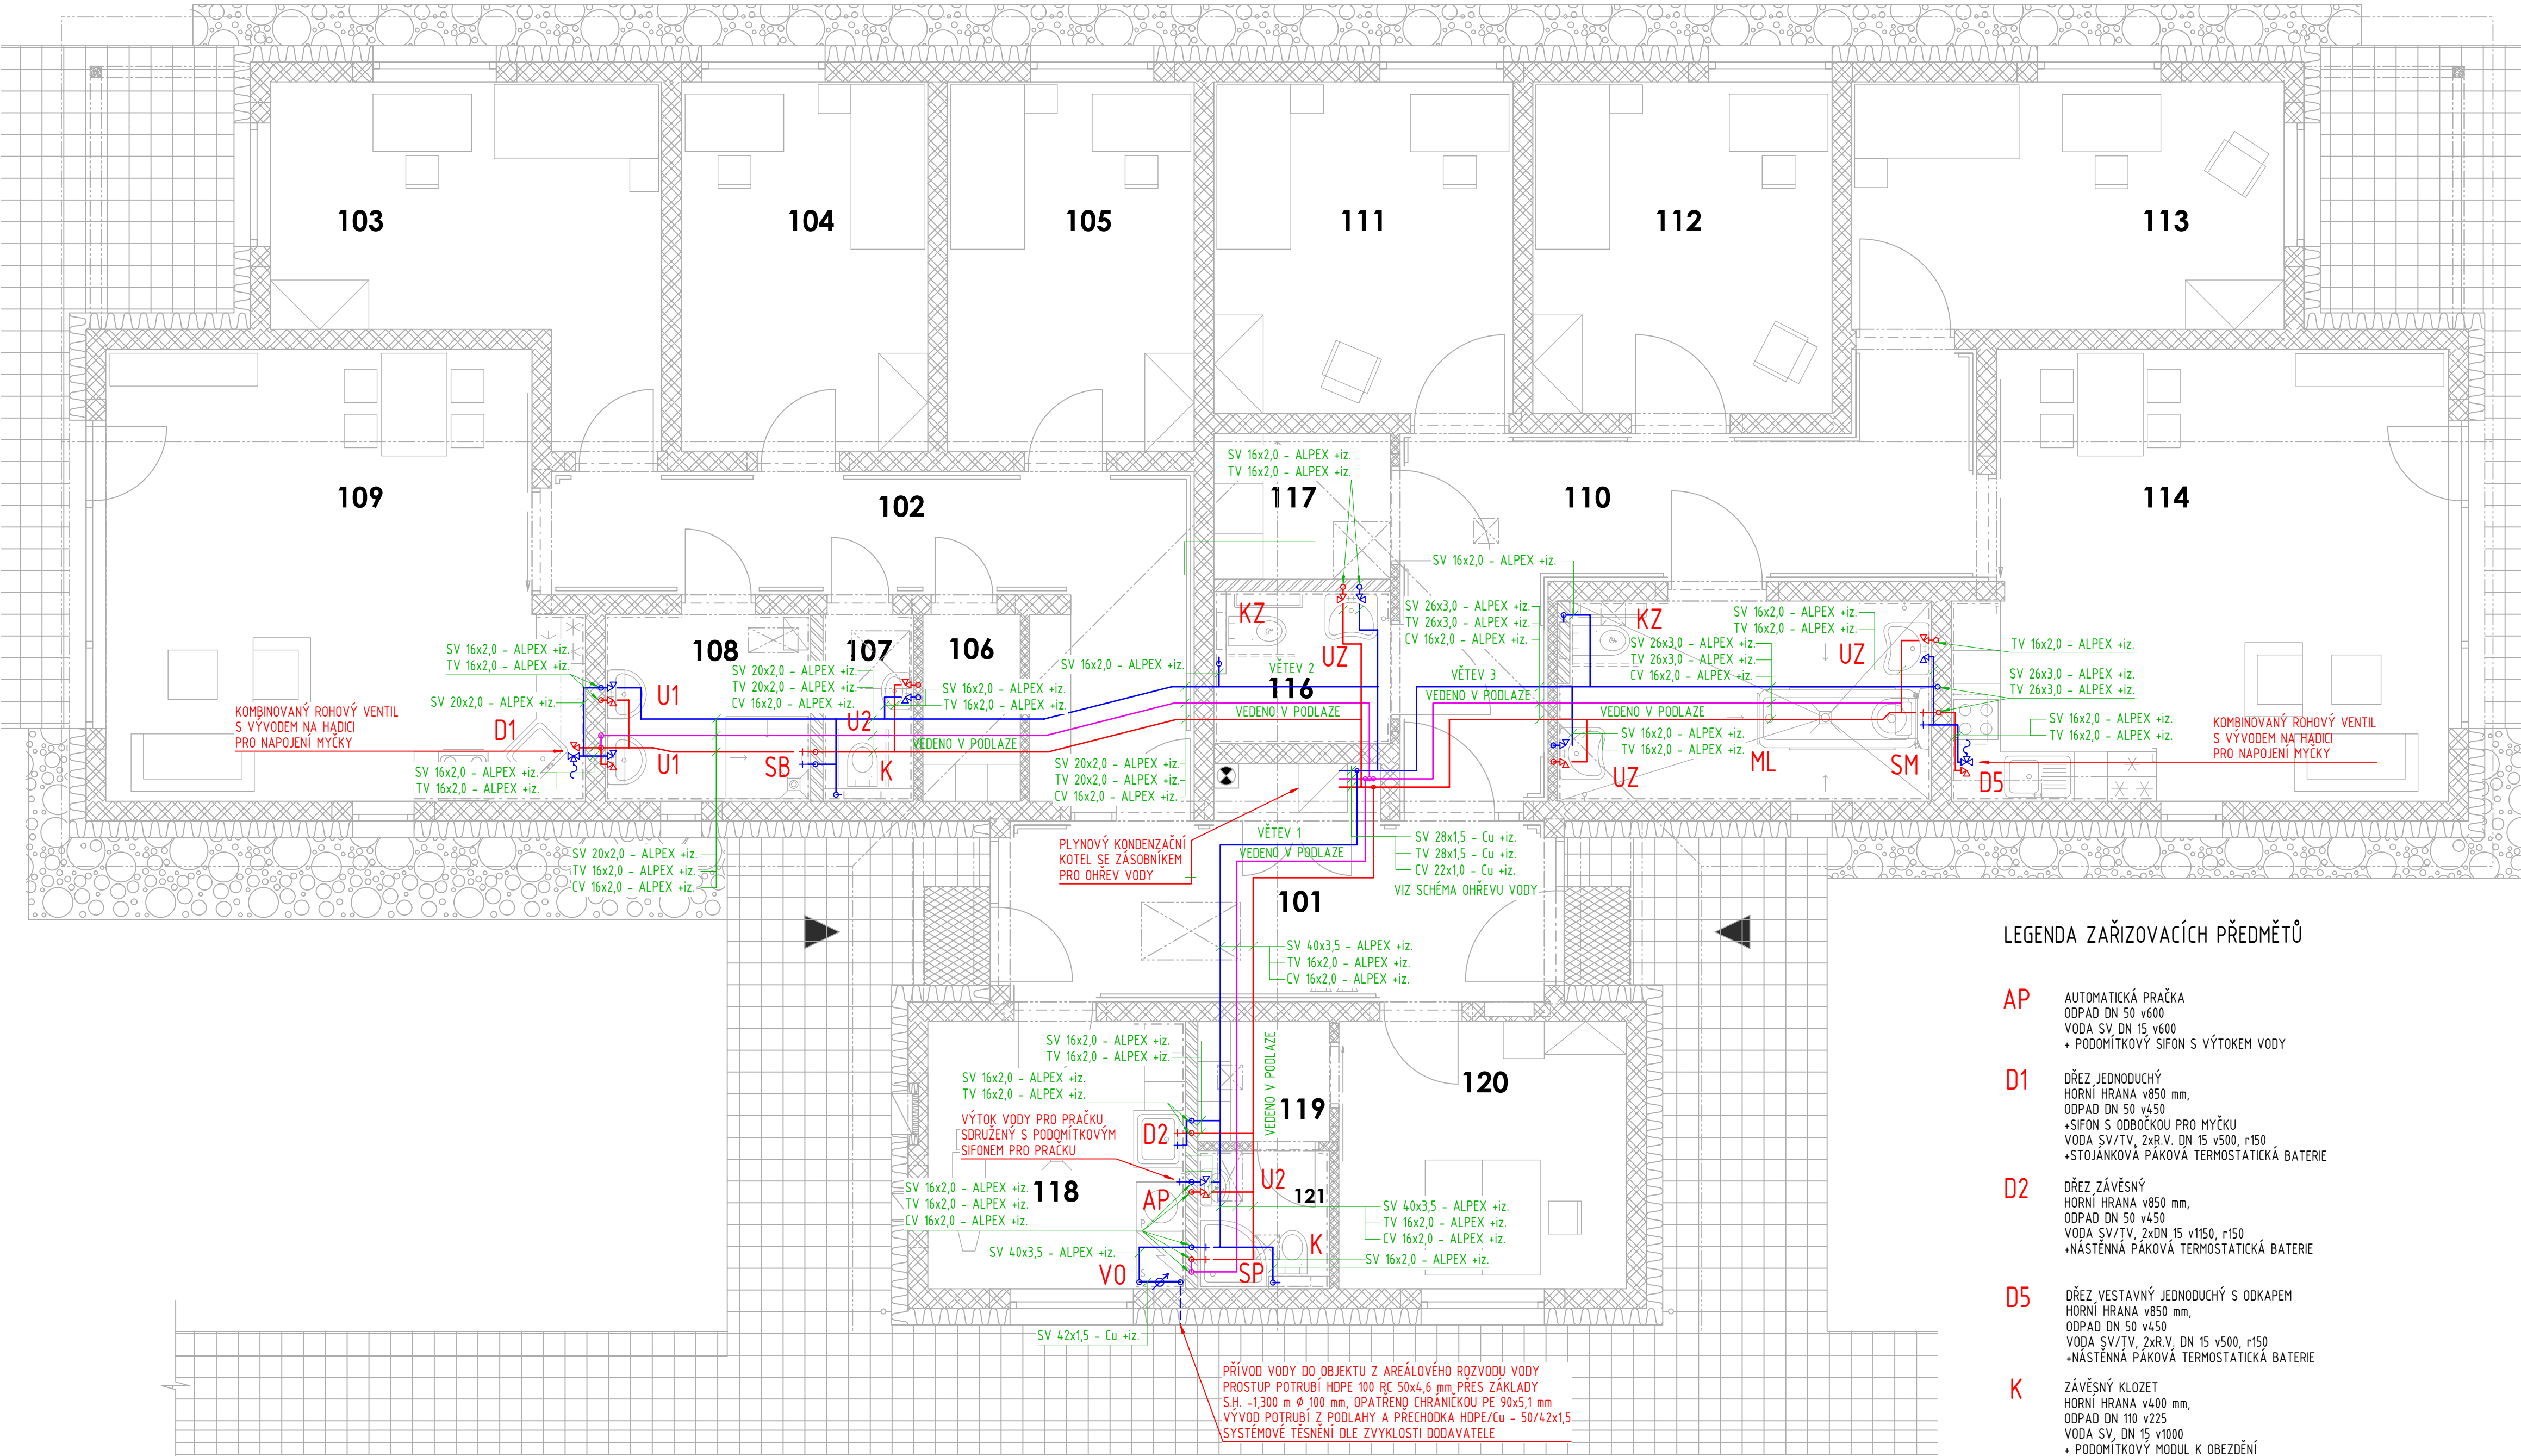 103
104
105
111
112
113
109
102
117
110
114
SV 16x2,0 - ALPEX +iz.
TV 16x2,0 - ALPEX +iz.
SV 16x2,0 - ALPEX +iz.
KZ
UZ
116
VĚTEV 2
VEDENO V PODLAZE
SV 26x3,0 - ALPEX +iz.
TV 26x3,0 - ALPEX +iz.
CV 16x2,0 - ALPEX +iz.
VĚTEV 3
VEDENO V PODLAZE
KZ
SV 16x2,0 - ALPEX +iz.
TV 16x2,0 - ALPEX +iz.
SV 26x3,0 - ALPEX +iz.
TV 26x3,0 - ALPEX +iz.
CV 16x2,0 - ALPEX +iz.
UZ
VEDENO V PODLAZE
SV 16x2,0 - ALPEX +iz.
TV 16x2,0 - ALPEX +iz.
UZ
ML
SM
TV 16x2,0 - ALPEX +iz.
SV 26x3,0 - ALPEX +iz.
TV 26x3,0 - ALPEX +iz.
SV 16x2,0 - ALPEX +iz.
TV 16x2,0 - ALPEX +iz.
D5
KOMBINOVANÝ ROHOVÝ VENTIL
S VÝVODEM NA HADICI
PRO NAPOJENÍ MYČKY
SV 16x2,0 - ALPEX +iz.
TV 16x2,0 - ALPEX +iz.
SV 20x2,0 - ALPEX +iz.
KOMBINOVANÝ ROHOVÝ VENTIL
S VÝVODEM NA HADICI
PRO NAPOJENÍ MYČKY
D1
SV 16x2,0 - ALPEX +iz.
TV 16x2,0 - ALPEX +iz.
108
107
106
U1
U1
SV 20x2,0 - ALPEX +iz.
TV 20x2,0 - ALPEX +iz.
CV 16x2,0 - ALPEX +iz.
U2
SB
K
SV 16x2,0 - ALPEX +iz.
TV 16x2,0 - ALPEX +iz.
VEDENO V PODLAZE
SV 16x2,0 - ALPEX +iz.
SV 20x2,0 - ALPEX +iz.
TV 20x2,0 - ALPEX +iz.
CV 16x2,0 - ALPEX +iz.
SV 20x2,0 - ALPEX +iz.
TV 16x2,0 - ALPEX +iz.
CV 16x2,0 - ALPEX +iz.
PLYNOVÝ KONDENZAČNÍ
KOTEL SE ZÁSOBNÍKEM
PRO OHŘEV VODY
VĚTEV 1
VEDENO V PODLAZE
SV 28x1,5 - Cu +iz.
TV 28x1,5 - Cu +iz.
CV 22x1,0 - Cu +iz.
VIZ SCHÉMA OHŘEVU VODY
101
SV 40x3,5 - ALPEX +iz.
TV 16x2,0 - ALPEX +iz.
CV 16x2,0 - ALPEX +iz.
SV 16x2,0 - ALPEX +iz.
TV 16x2,0 - ALPEX +iz.
SV 16x2,0 - ALPEX +iz.
TV 16x2,0 - ALPEX +iz.
VÝTOK VODY PRO PRAČKU
SDRUŽENÝ S PODOMÍTKOVÝM
SIFONEM PRO PRAČKU
D2
VEDENO V PODLAZE
119
120
118
AP
U2
121
SV 16x2,0 - ALPEX +iz.
TV 16x2,0 - ALPEX +iz.
CV 16x2,0 - ALPEX +iz.
SV 40x3,5 - ALPEX +iz.
VO
SP
K
SV 40x3,5 - ALPEX +iz.
TV 16x2,0 - ALPEX +iz.
CV 16x2,0 - ALPEX +iz.
SV 16x2,0 - ALPEX +iz.
SV 42x1,5 - Cu +iz.
PŘÍVOD VODY DO OBJEKTU Z AREÁLOVÉHO ROZVODU VODY
PROSTUP POTRUBÍ HDPE 100 RC 50x4,6 mm PŘES ZÁKLADY
S.H. -1,300 m Ø 100 mm, OPATŘENO CHRÁNIČKOU PE 90x5,1 mm
VÝVOD POTRUBÍ Z PODLAHY A PŘECHODKA HDPE/Cu - 50/42x1,5
SYSTÉMOVÉ TĚSNĚNÍ DLE ZVYKLOSTI DODAVATELE
LEGENDA ZAŘIZOVACÍCH PŘEDMĚTŮ
AP
AUTOMATICKÁ PRAČKA
ODPAD DN 50 v600
VODA SV DN 15 v600
+ PODOMÍTKOVÝ SIFON S VÝTOKEM VODY
D1
DŘEZ JEDNODUCHÝ
HORNÍ HRANA v850 mm,
ODPAD DN 50 v450
+SIFON S ODBOČKOU PRO MYČKU
VODA SV/TV, 2xR.V. DN 15 v500, r150
+STOJÁNKOVÁ PÁKOVÁ TERMOSTATICKÁ BATERIE
D2
DŘEZ ZÁVĚSNÝ
HORNÍ HRANA v850 mm,
ODPAD DN 50 v450
VODA SV/TV, 2xDN 15 v1150, r150
+NÁSTĚNNÁ PÁKOVÁ TERMOSTATICKÁ BATERIE
D5
DŘEZ VESTAVNÝ JEDNODUCHÝ S ODKAPEM
HORNÍ HRANA v850 mm,
ODPAD DN 50 v450
VODA SV/TV, 2xR.V. DN 15 v500, r150
+NÁSTĚNNÁ PÁKOVÁ TERMOSTATICKÁ BATERIE
K
ZÁVĚSNÝ KLOZET
HORNÍ HRANA v400 mm,
ODPAD DN 110 v225
VODA SV, DN 15 v1000
+ PODOMÍTKOVÝ MODUL K OBEZDĚNÍ